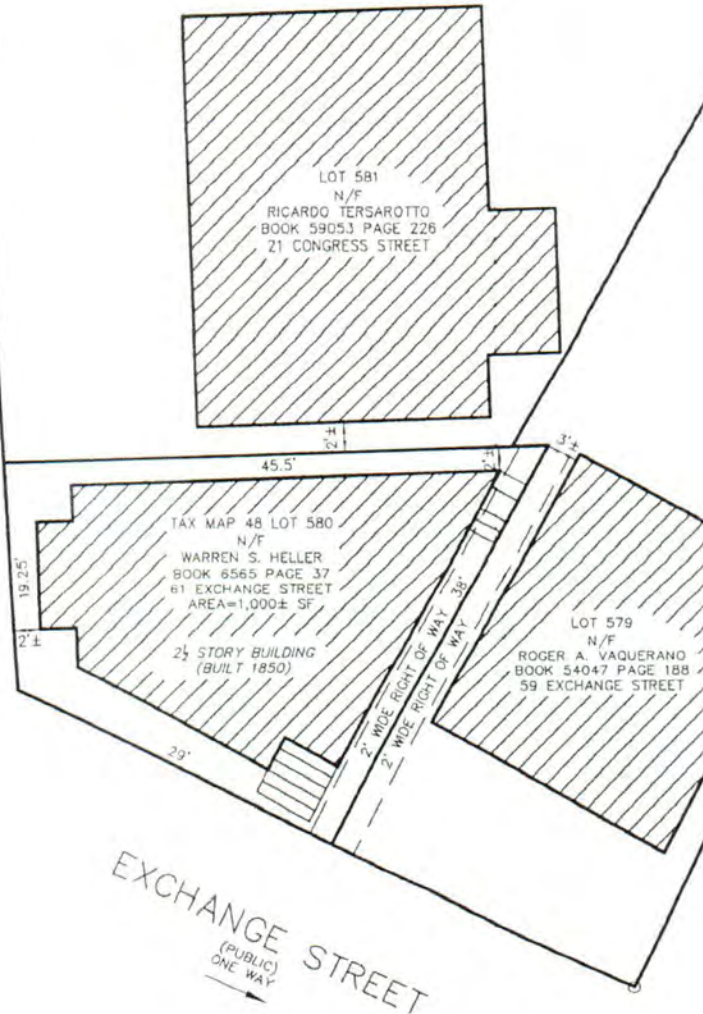 LOT 581
N/F
RICARDO TERSAROTTO
BOOK 59053 PAGE 226
21 CONGRESS STREET
2'±
45.5'
2'±
3'±
TAX MAP 48 LOT 580
N/F
WARREN S. HELLER
BOOK 6565 PAGE 37
61 EXCHANGE STREET
AREA=1,000± SF
2½ STORY BUILDING
(BUILT 1850)
19.25'
2'±
2' WIDE RIGHT OF WAY
38'
2' WIDE RIGHT OF WAY
LOT 579
N/F
ROGER A. VAQUERANO
BOOK 54047 PAGE 188
59 EXCHANGE STREET
29'
EXCHANGE STREET
(PUBLIC)
ONE WAY